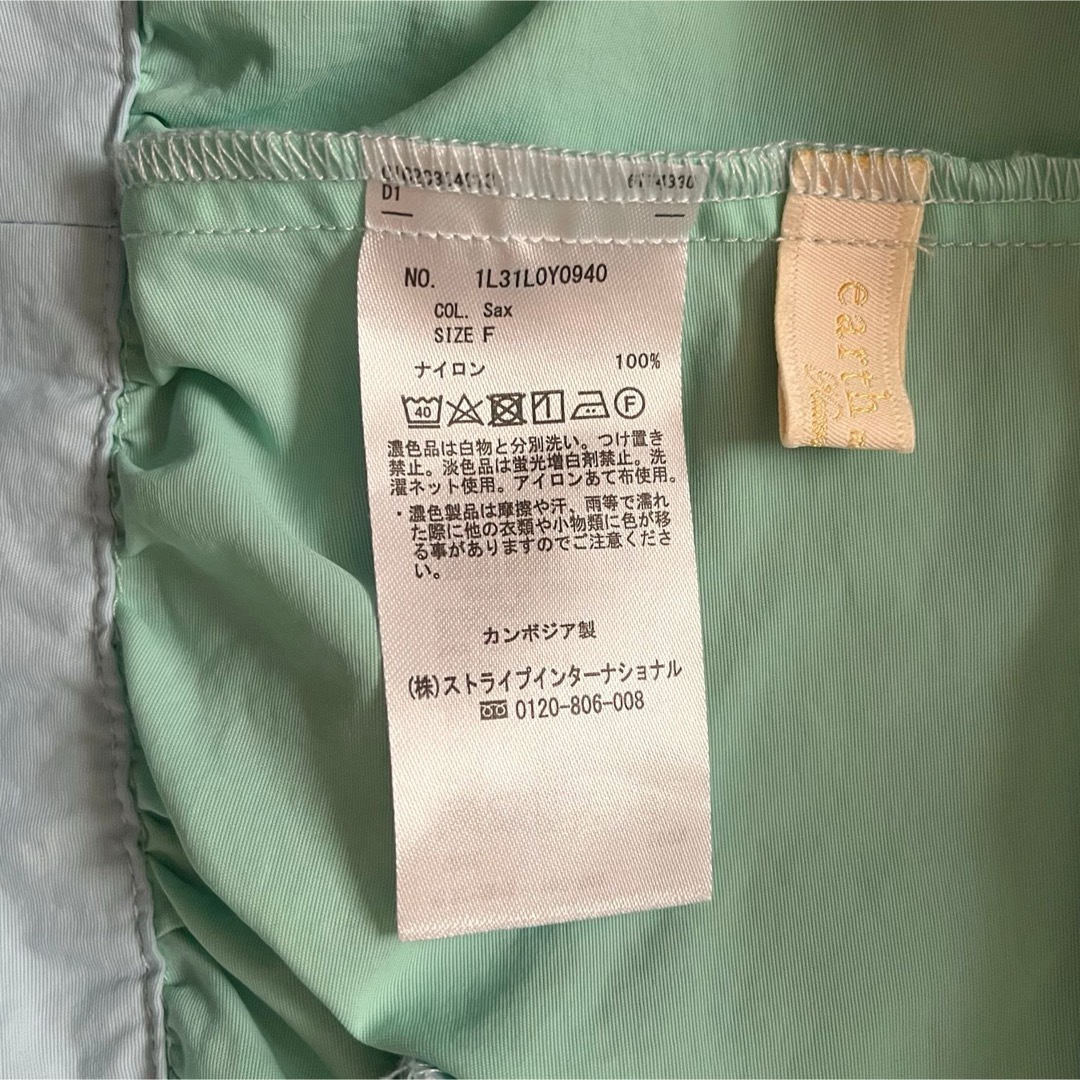 D1
NO. 1L31L0Y0940
COL. Sax
SIZE F
ナイロン 100%
40 F
濃色品は白物と分別洗い。つけ置き
禁止。淡色品は蛍光増白剤禁止。洗
濯ネット使用。アイロンあて布使用。
・濃色製品は摩擦や汗、雨等で濡れ
た際に他の衣類や小物類に色が移
る事がありますのでご注意くださ
い。
カンボジア製
(株)ストライプインターナショナル
0120-806-008
earth